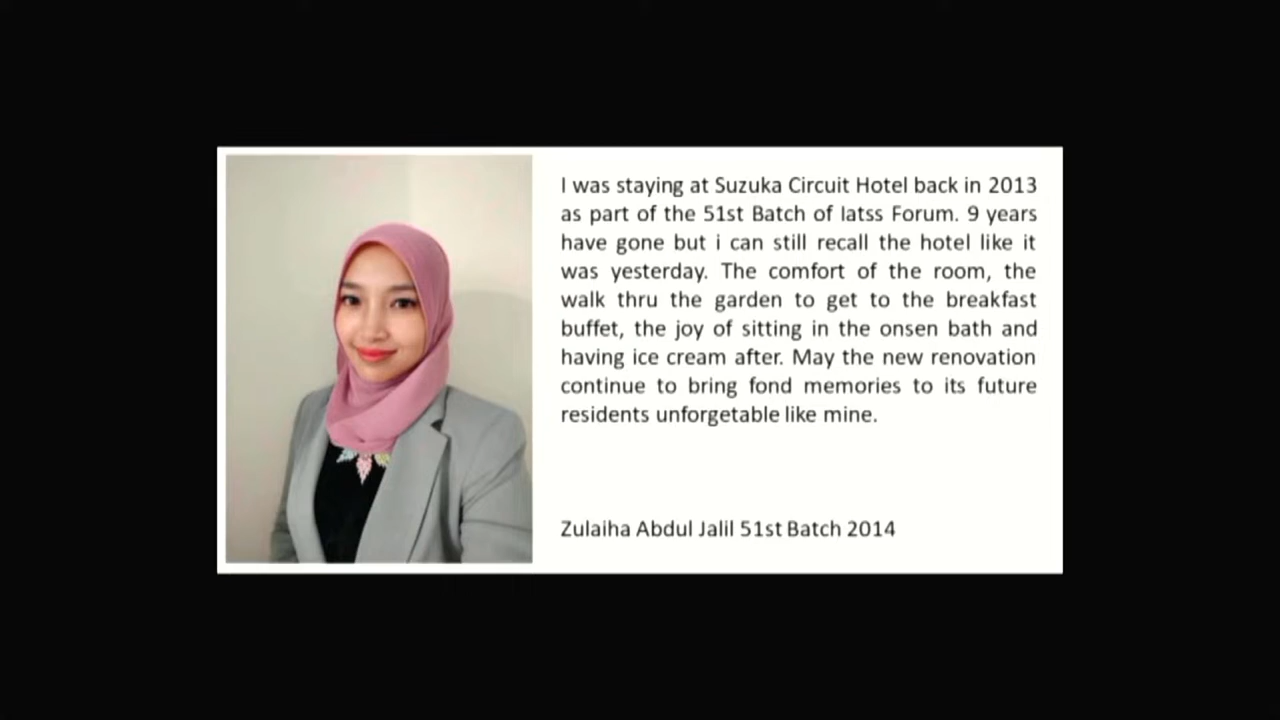 I was staying at Suzuka Circuit Hotel back in 2013
as part of the 51st Batch of Iatss Forum. 9 years
have gone but i can still recall the hotel like it
was yesterday. The comfort of the room, the
walk thru the garden to get to the breakfast
buffet, the joy of sitting in the onsen bath and
having ice cream after. May the new renovation
continue to bring fond memories to its future
residents unforgetable like mine.
Zulaiha Abdul Jalil 51st Batch 2014